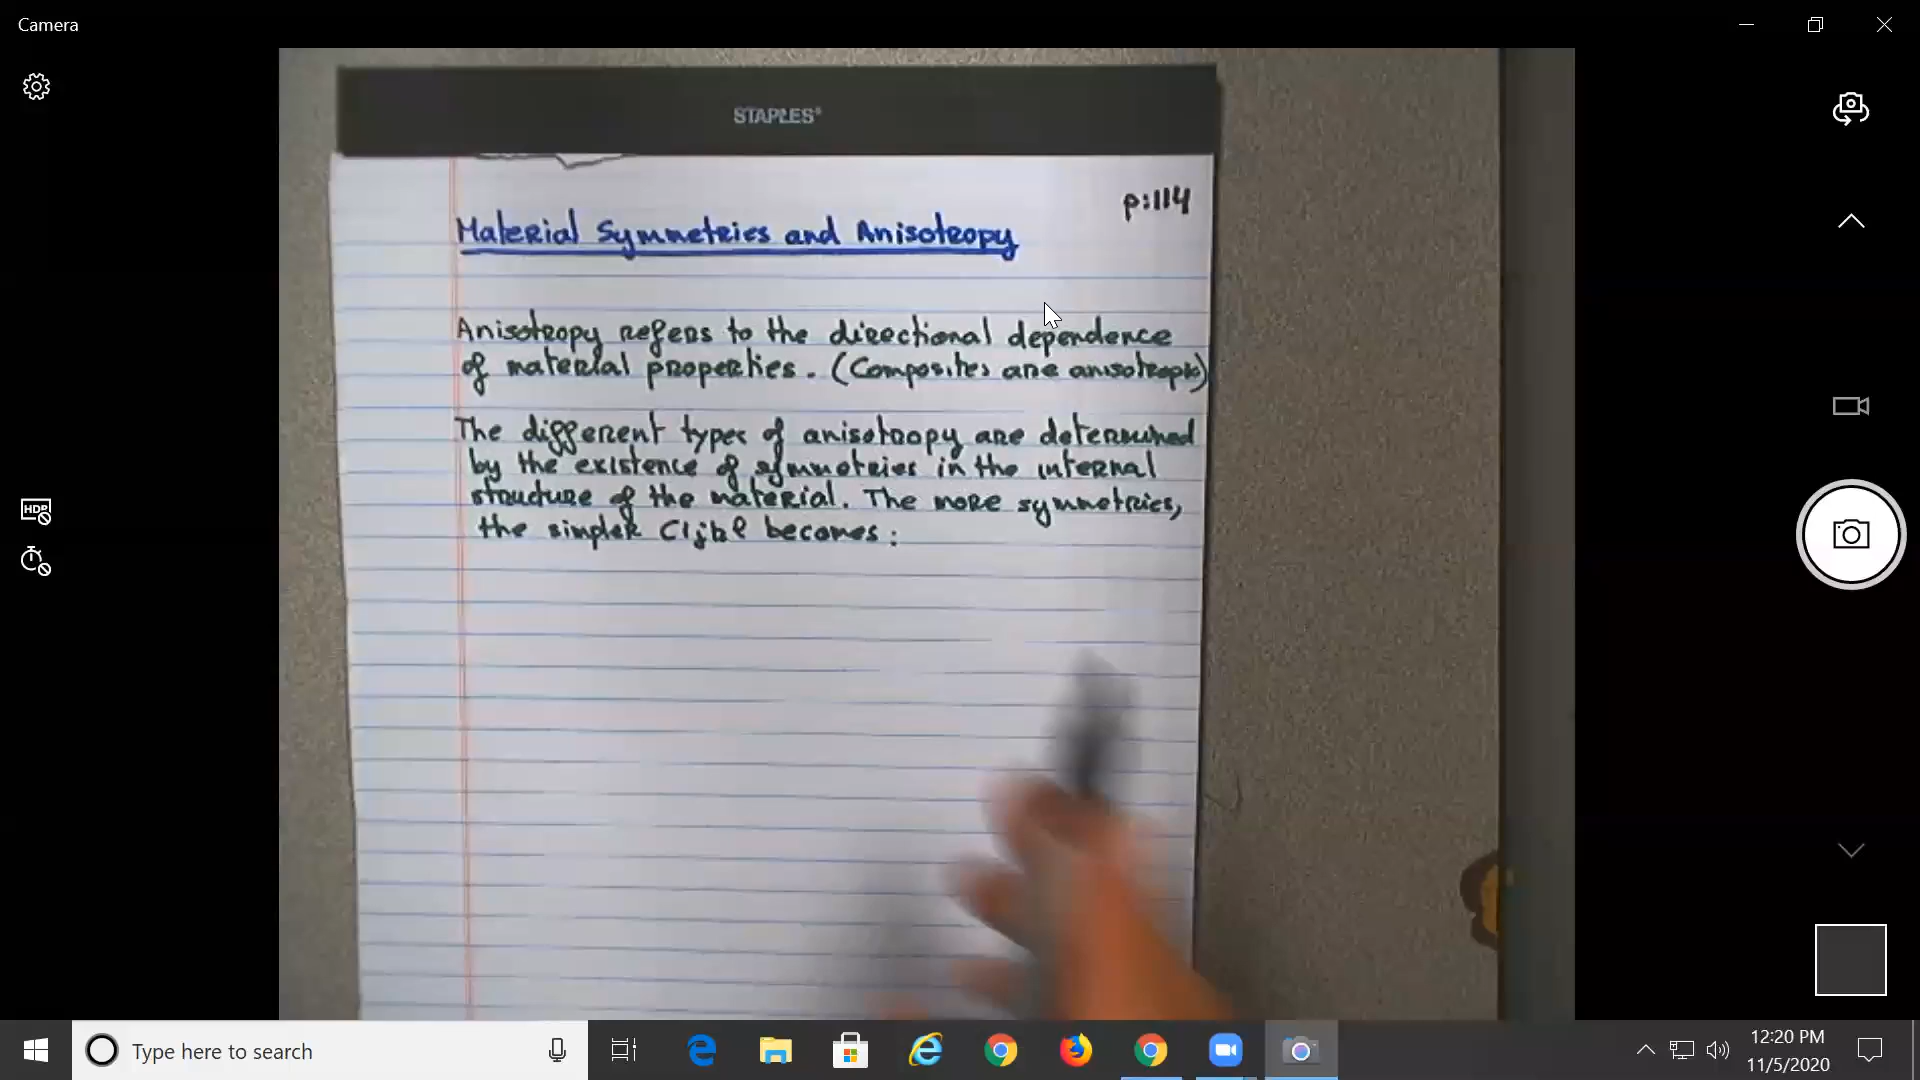 Camera
STAPLES®
p:114
Material Symmetries and Anisotropy
Anisotropy refers to the directional dependence
of material properties. (Composites are anisotropic)
The different types of anisotropy are determined
by the existence of symmetries in the internal
structure of the material. The more symmetries,
the simpler Cijkl becomes:
HDR
Type here to search
12:20 PM
11/5/2020